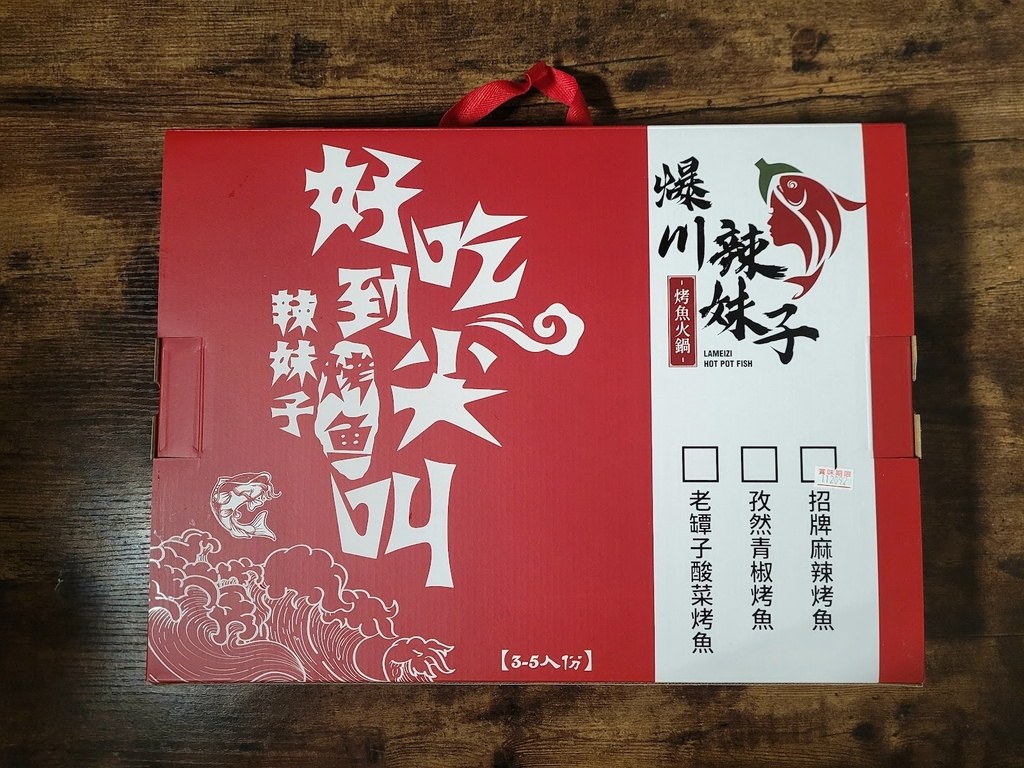 好吃
到尖叫
辣妹子
烤魚
【3-5人份】
爆川辣妹子
-烤魚火鍋-
LAMEIZI
HOT POT FISH
招牌麻辣烤魚
孜然青椒烤魚
老罈子酸菜烤魚